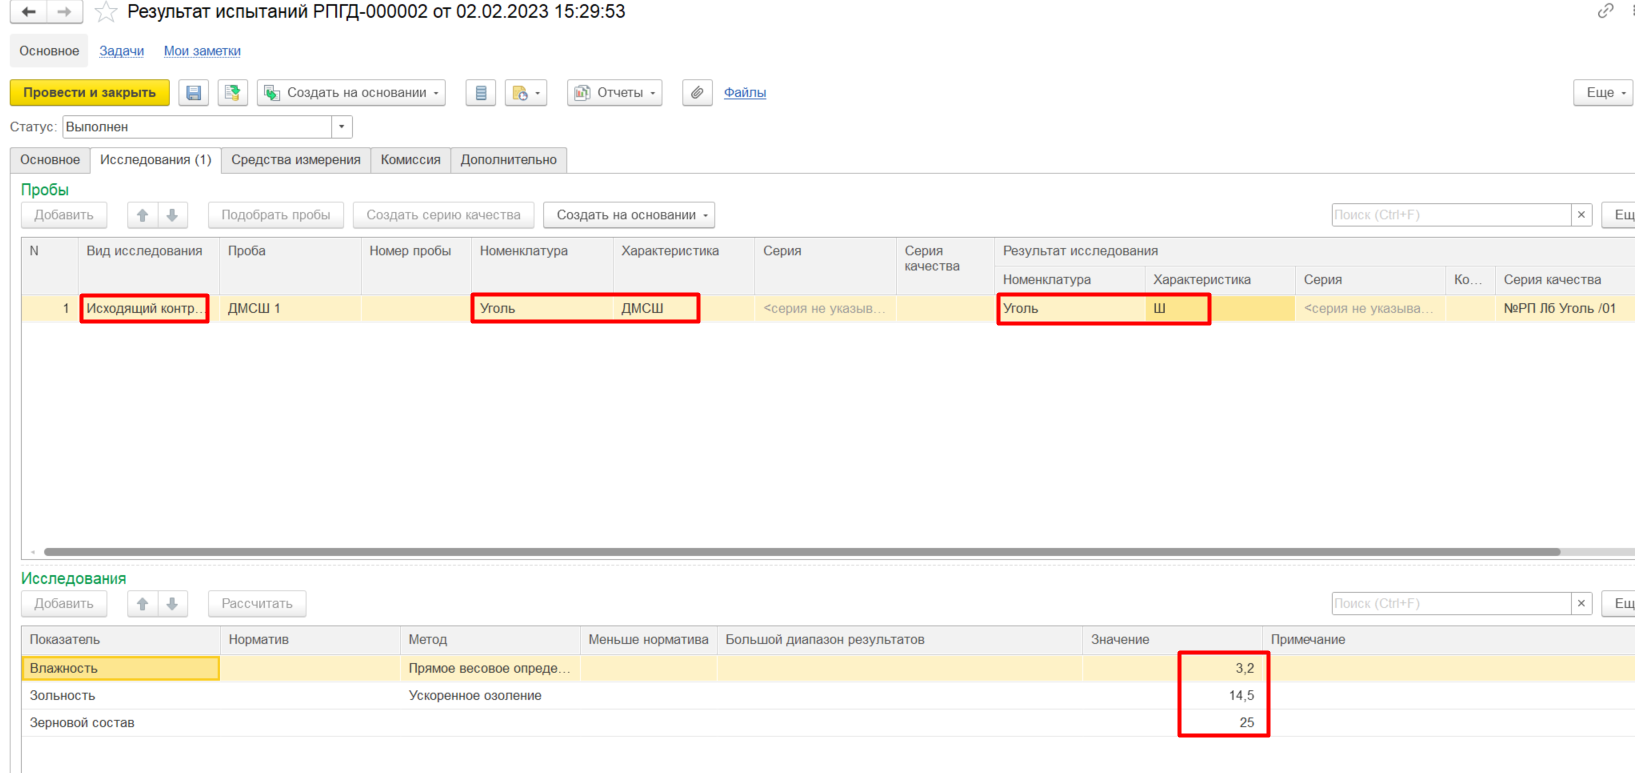 Результат испытаний РПГД-000002 от 02.02.2023 15:29:53
Основное Задачи Мои заметки
Провести и закрыть Создать на основании Отчеты Файлы Еще
Статус: Выполнен
Основное Исследования (1) Средства измерения Комиссия Дополнительно
Пробы
Добавить Подобрать пробы Создать серию качества Создать на основании Поиск (Ctrl+F) × Ещ
N Вид исследования Проба Номер пробы Номенклатура Характеристика Серия Серия качества Результат исследования
Номенклатура Характеристика Серия Ко... Серия качества
1 Исходящий контр... ДМСШ 1 Уголь ДМСШ <серия не указыв... Уголь Ш <серия не указыва... №РП Лб Уголь /01
Исследования
Добавить Рассчитать Поиск (Ctrl+F) × Ещ
Показатель Норматив Метод Меньше норматива Большой диапазон результатов Значение Примечание
Влажность Прямое весовое опреде... 3,2
Зольность Ускоренное озоление 14,5
Зерновой состав 25